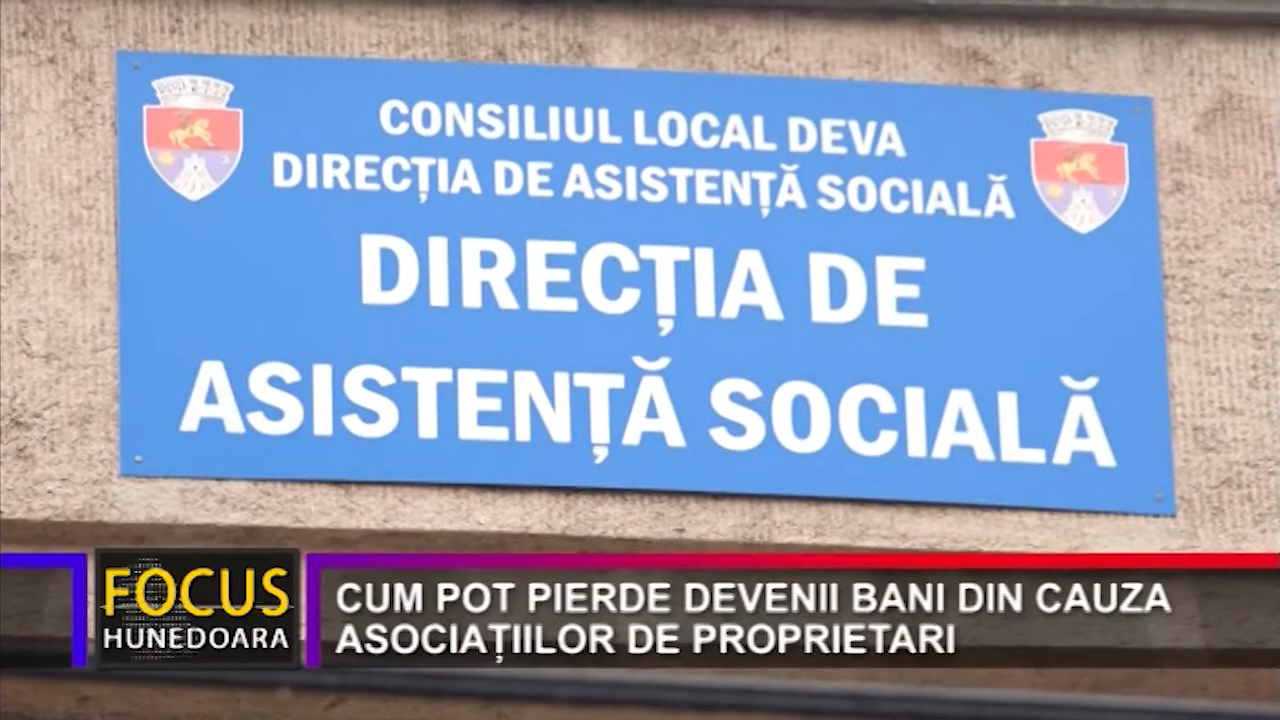 CONSILIUL LOCAL DEVA
DIRECȚIA DE ASISTENȚĂ SOCIALĂ
DIRECȚIA DE
ASISTENȚĂ SOCIALĂ
FOCUS
HUNEDOARA
CUM POT PIERDE DEVENII BANI DIN CAUZA
ASOCIAȚIILOR DE PROPRIETARI